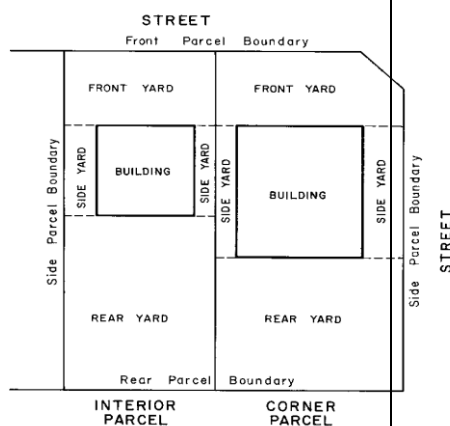 STREET
Front Parcel Boundary
FRONT YARD
FRONT YARD
Side Parcel Boundary
SIDE YARD
BUILDING
SIDE YARD
SIDE YARD
BUILDING
SIDE YARD
Side Parcel Boundary
STREET
REAR YARD
REAR YARD
Rear Parcel Boundary
INTERIOR
PARCEL
CORNER
PARCEL